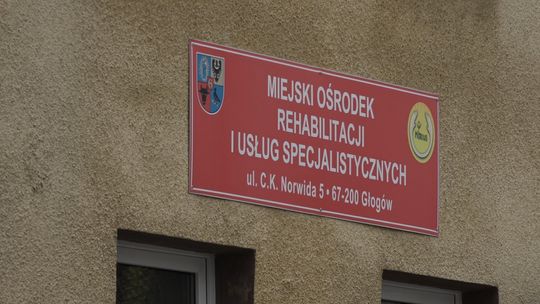 MIEJSKI OŚRODEK
REHABILITACJI
I USŁUG SPECJALISTYCZNYCH
ul. C.K. Norwida 5 • 67-200 Głogów